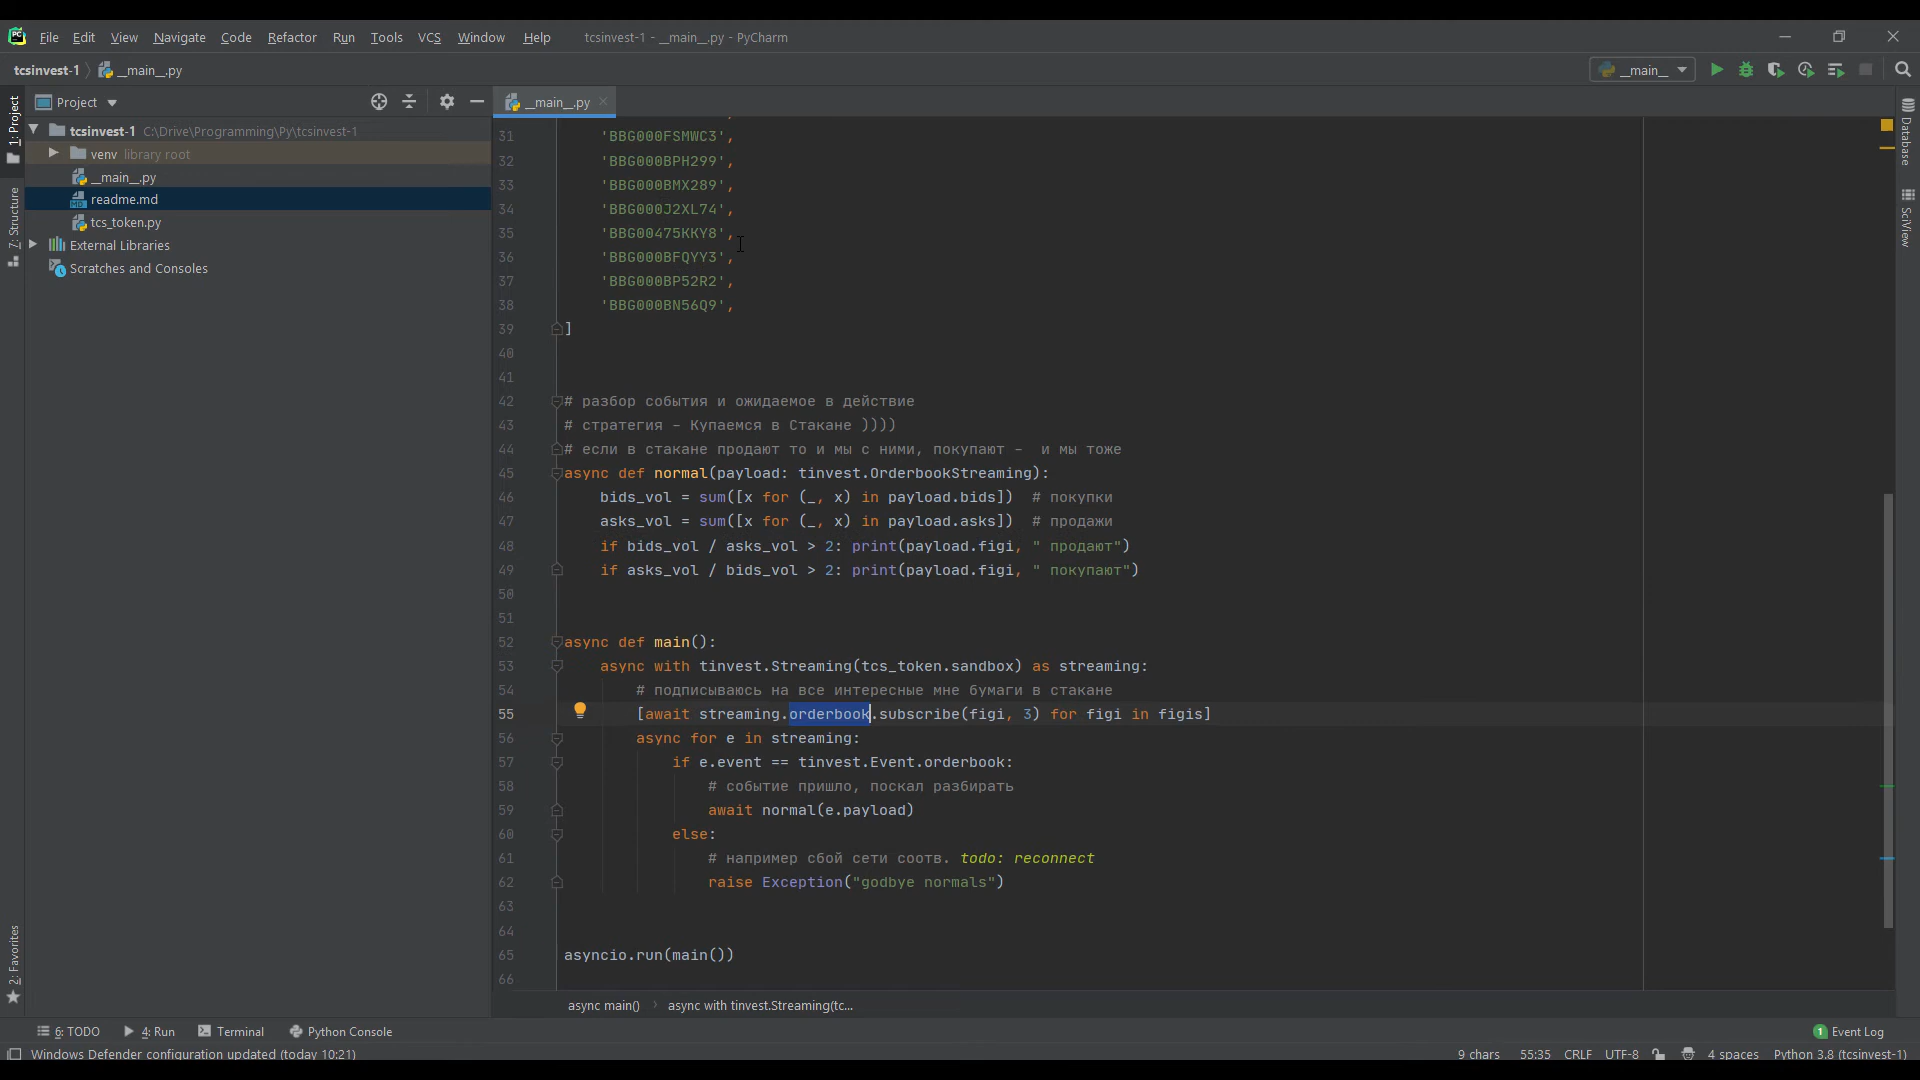 File Edit View Navigate Code Refactor Run Tools VCS Window Help tcsinvest-1 - __main__.py - PyCharm
tcsinvest-1 __main__.py __main__
Project __main__.py
tcsinvest-1 C:\Drive\Programming\Py\tcsinvest-1
venv library root
__main__.py
readme.md
tcs_token.py
External Libraries
Scratches and Consoles
1: Project
7: Structure
2: Favorites
31 'BBG000FSMWC3',
32 'BBG000BPH299',
33 'BBG000BMX289',
34 'BBG000J2XL74',
35 'BBG00475KKY8',
36 'BBG000BFQYY3',
37 'BBG000BP52R2',
38 'BBG000BN56Q9',
39 ]
40
41
42 # разбор события и ожидаемое в действие
43 # стратегия – Купаемся в Стакане ))))
44 # если в стакане продают то и мы с ними, покупают - и мы тоже
45 async def normal(payload: tinvest.OrderbookStreaming):
46 bids_vol = sum([x for (_, x) in payload.bids]) # покупки
47 asks_vol = sum([x for (_, x) in payload.asks]) # продажи
48 if bids_vol / asks_vol > 2: print(payload.figi, " продают")
49 if asks_vol / bids_vol > 2: print(payload.figi, " покупают")
50
51
52 async def main():
53 async with tinvest.Streaming(tcs_token.sandbox) as streaming:
54 # подписываюсь на все интересные мне бумаги в стакане
55 [await streaming.orderbook.subscribe(figi, 3) for figi in figis]
56 async for e in streaming:
57 if e.event == tinvest.Event.orderbook:
58 # событие пришло, поскал разбирать
59 await normal(e.payload)
60 else:
61 # например сбой сети соотв. todo: reconnect
62 raise Exception("godbye normals")
63
64
65 asyncio.run(main())
66
Database
SciView
async main() async with tinvest.Streaming(tc...
6: TODO 4: Run Terminal Python Console 1 Event Log
Windows Defender configuration updated (today 10:21) 9 chars 55:35 CRLF UTF-8 4 spaces Python 3.8 (tcsinvest-1)